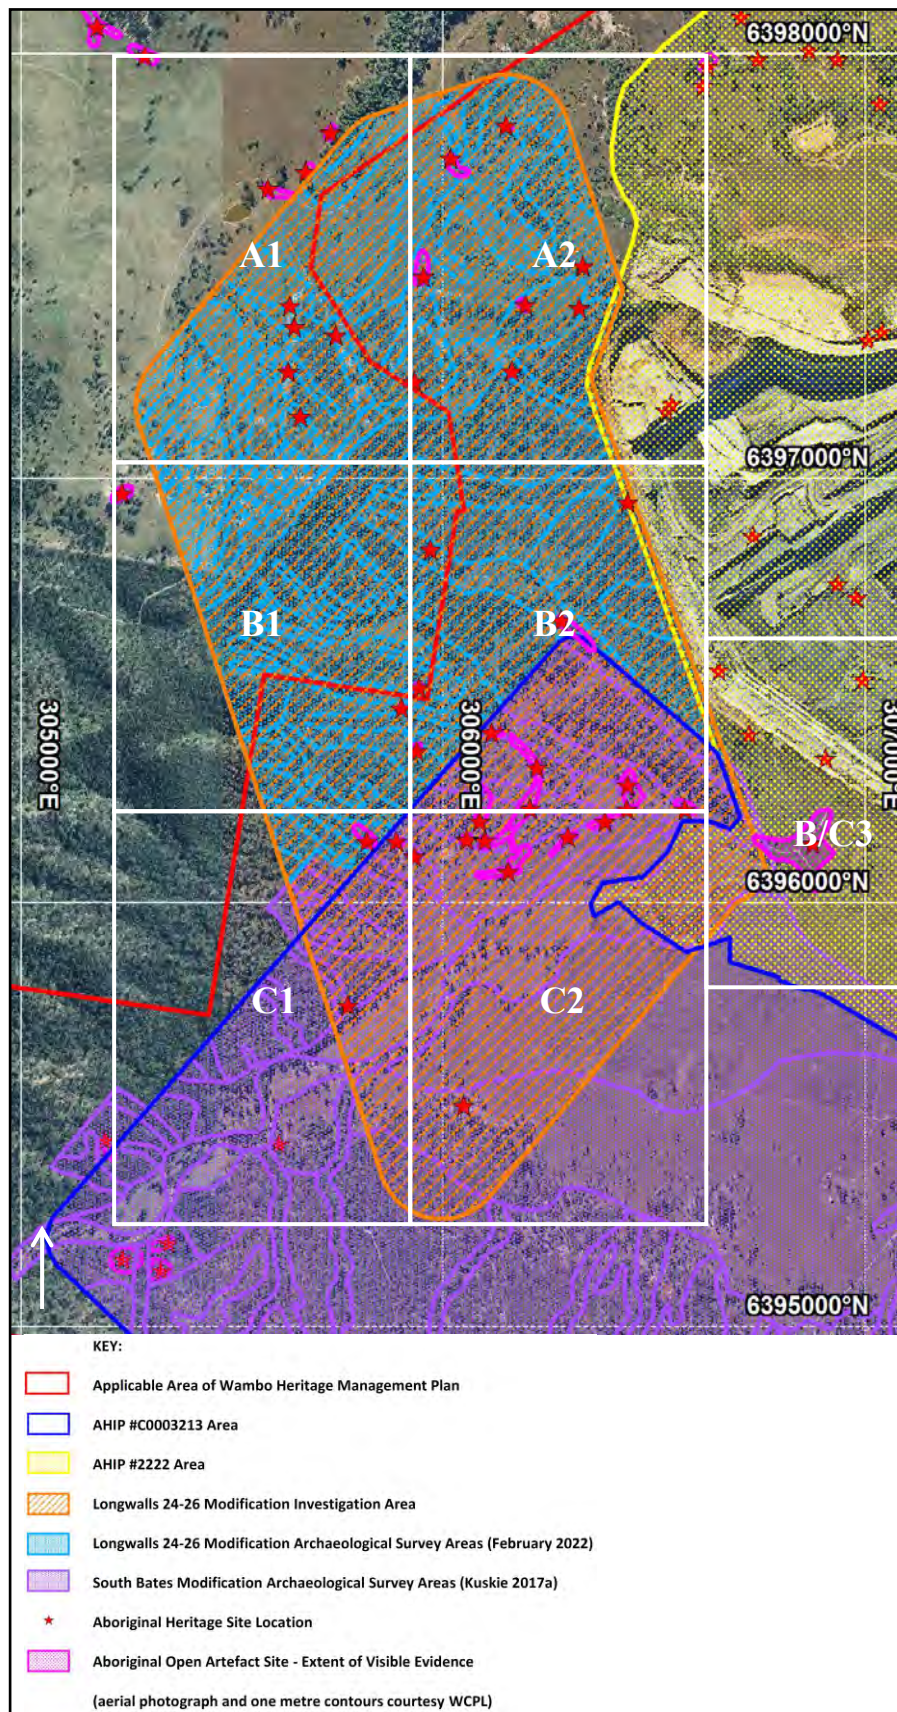 6398000°N
A1
A2
6397000°N
B1
B2
305000°E
306000°E
307000°E
B/C3
6396000°N
C1
C2
6395000°N
KEY:
Applicable Area of Wambo Heritage Management Plan
AHIP #C0003213 Area
AHIP #2222 Area
Longwalls 24-26 Modification Investigation Area
Longwalls 24-26 Modification Archaeological Survey Areas (February 2022)
South Bates Modification Archaeological Survey Areas (Kuskie 2017a)
Aboriginal Heritage Site Location
Aboriginal Open Artefact Site - Extent of Visible Evidence
(aerial photograph and one metre contours courtesy WCPL)